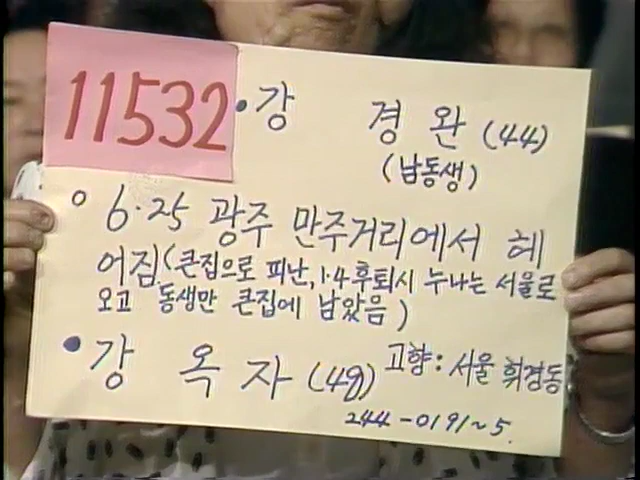 11532 •강 경완 (44)
(남동생)
○ 6·25 광주 만주거리에서 헤
어짐(큰집으로 피난, 1·4후퇴시 누나는 서울로
오고 동생만 큰집에 남았음)
•강 옥자 (49) 고향: 서울 휘경동
244-0191~5.